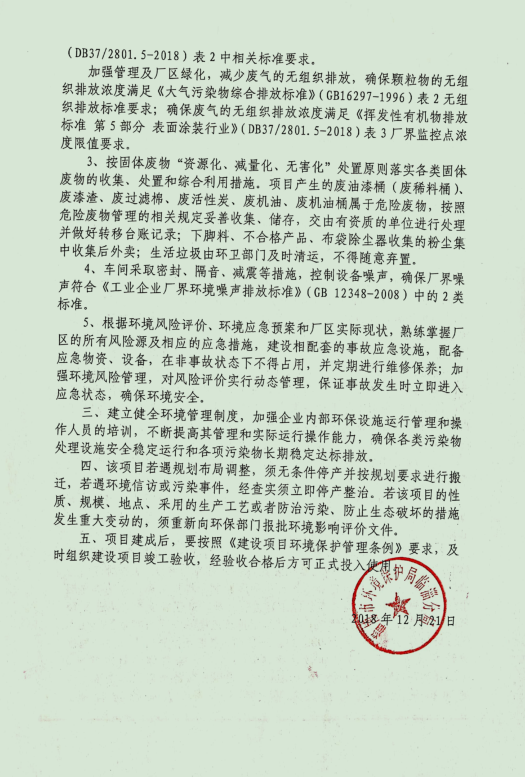 (DB37/2801.5-2018)表2中相关标准要求。
加强管理及厂区绿化，减少废气的无组织排放，确保颗粒物的无组
织排放浓度满足《大气污染物综合排放标准》(GB16297-1996)表2无组
织排放标准要求；确保废气的无组织排放浓度满足《挥发性有机物排放
标准 第5部分 表面涂装行业》(DB37/2801.5-2018)表3厂界监控点浓
度限值要求。
3、按固体废物“资源化、减量化、无害化”处置原则落实各类固体
废物的收集、处置和综合利用措施。项目产生的废油漆桶（废稀料桶）、
废漆渣、废过滤棉、废活性炭、废机油、废机油桶属于危险废物，按照
危险废物管理的相关规定妥善收集、储存，交由有资质的单位进行处理
并做好转移台账记录；下脚料、不合格产品、布袋除尘器收集的粉尘集
中收集后外卖；生活垃圾由环卫部门及时清运，不得随意弃置。
4、车间采取密封、隔音、减震等措施，控制设备噪声，确保厂界噪
声符合《工业企业厂界环境噪声排放标准》(GB 12348-2008)中的2类
标准。
5、根据环境风险评价、环境应急预案和厂区实际现状，熟练掌握厂
区的所有风险源及相应的应急措施，建设相配套的事故应急设施，配备
应急物资、设备，在非事故状态下不得占用，并定期进行维修保养；加
强环境风险管理，对风险评价实行动态管理，保证事故发生时立即进入
应急状态，确保环境安全。
三、建立健全环境管理制度，加强企业内部环保设施运行管理和操
作人员的培训，不断提高其管理和实际运行操作能力，确保各类污染物
处理设施安全稳定运行和各项污染物长期稳定达标排放。
四、该项目若遇规划布局调整，须无条件停产并按规划要求进行搬
迁，若遇环境信访或污染事件，经查实须立即停产整治。若该项目的性
质、规模、地点、采用的生产工艺或者防治污染、防止生态破坏的措施
发生重大变动的，须重新向环保部门报批环境影响评价文件。
五、项目建成后，要按照《建设项目环境保护管理条例》要求，及
时组织建设项目竣工验收，经验收合格后方可正式投入使用。
市环境保护局临淄分局
2018年12月21日